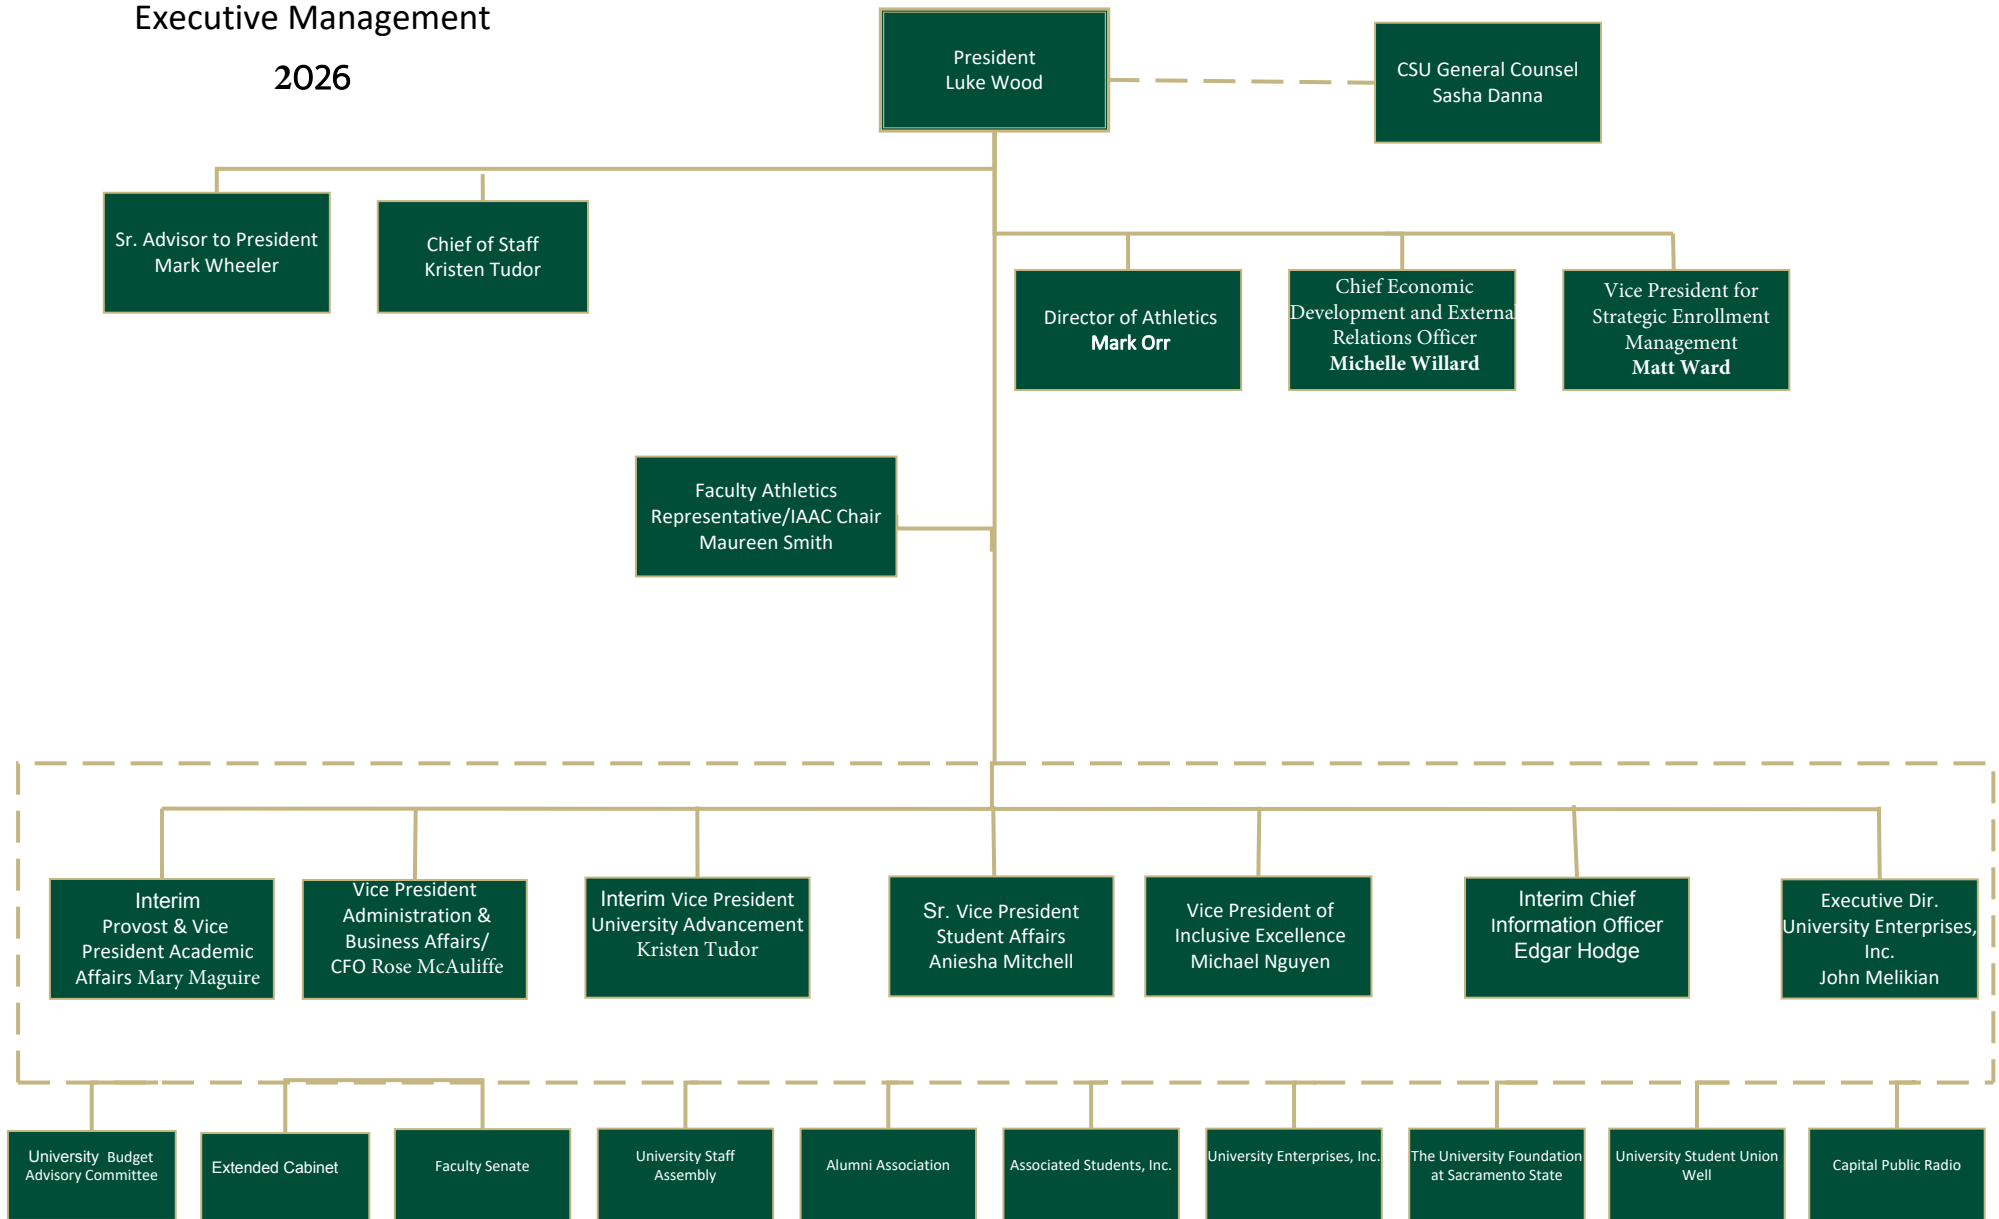 Executive Management
2026
President
Luke Wood
CSU General Counsel
Sasha Danna
Sr. Advisor to President
Mark Wheeler
Chief of Staff
Kristen Tudor
Director of Athletics
Mark Orr
Chief Economic
Development and External
Relations Officer
Michelle Willard
Vice President for
Strategic Enrollment
Management
Matt Ward
Faculty Athletics
Representative/IAAC Chair
Maureen Smith
Interim
Provost & Vice
President Academic
Affairs Mary Maguire
Vice President
Administration &
Business Affairs/
CFO Rose McAuliffe
Interim Vice President
University Advancement
Kristen Tudor
Sr. Vice President
Student Affairs
Aniesha Mitchell
Vice President of
Inclusive Excellence
Michael Nguyen
Interim Chief
Information Officer
Edgar Hodge
Executive Dir.
University Enterprises,
Inc.
John Melikian
University Budget
Advisory Committee
Extended Cabinet
Faculty Senate
University Staff
Assembly
Alumni Association
Associated Students, Inc.
University Enterprises, Inc.
The University Foundation
at Sacramento State
University Student Union
Well
Capital Public Radio